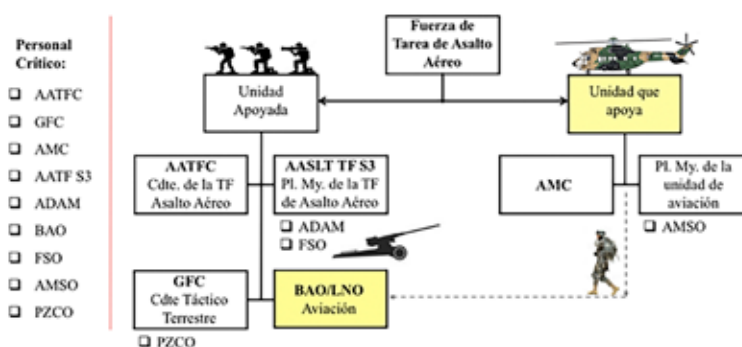 Personal
Crítico:
AATFC
GFC
AMC
AATF S3
ADAM
BAO
FSO
AMSO
PZCO
Fuerza de
Tarea de Asalto
Aéreo
Unidad
Apoyada
Unidad que
apoya
AATFC
Cdte. de la TF
Asalto Aéreo
AASLT TF S3
Pl. My. de la TF
de Asalto Aéreo
ADAM
FSO
AMC
Pl. My. de la
unidad de
aviación
AMSO
GFC
Cdte Táctico
Terrestre
PZCO
BAO/LNO
Aviación